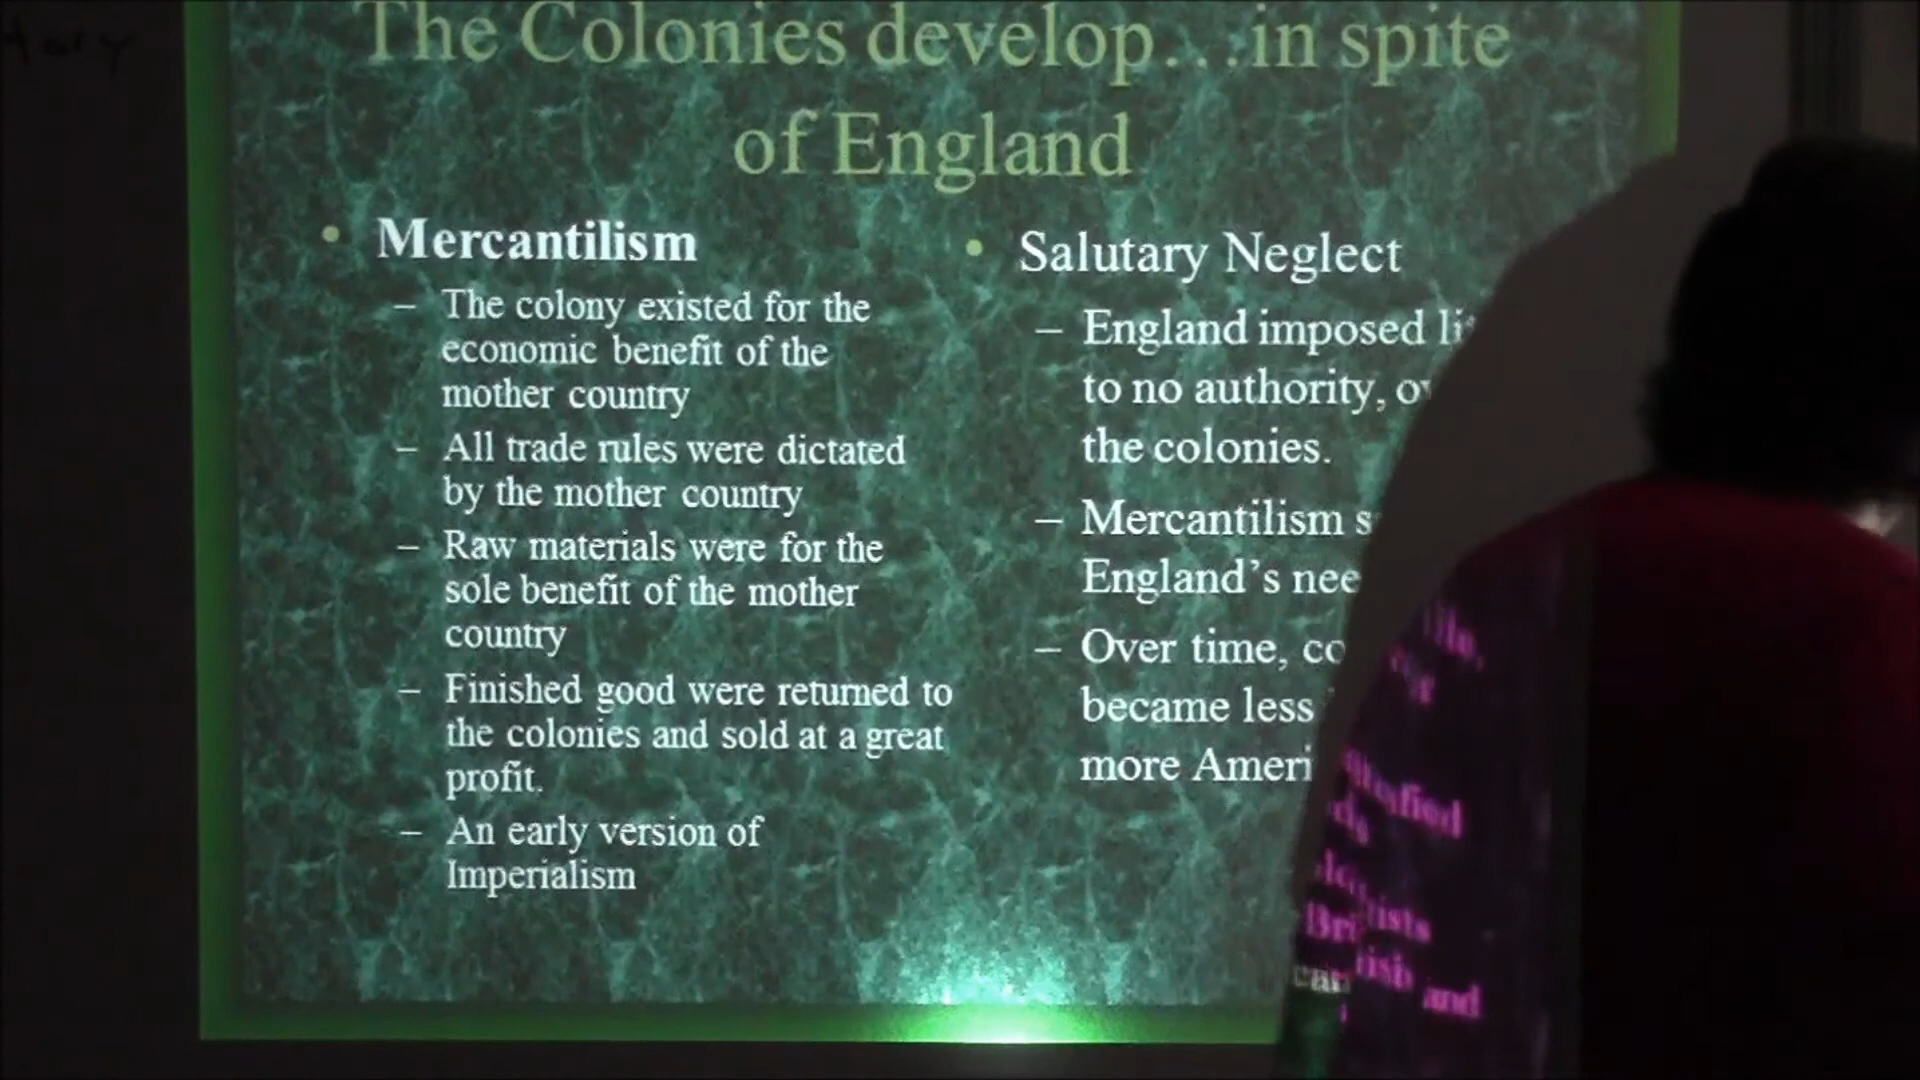 The Colonies develop…in spite
of England
• Mercantilism
– The colony existed for the
economic benefit of the
mother country
– All trade rules were dictated
by the mother country
– Raw materials were for the
sole benefit of the mother
country
– Finished good were returned to
the colonies and sold at a great
profit.
– An early version of
Imperialism
• Salutary Neglect
– England imposed
to no authority,
the colonies.
– Mercantilism
England's
– Over time,
became less
more
and